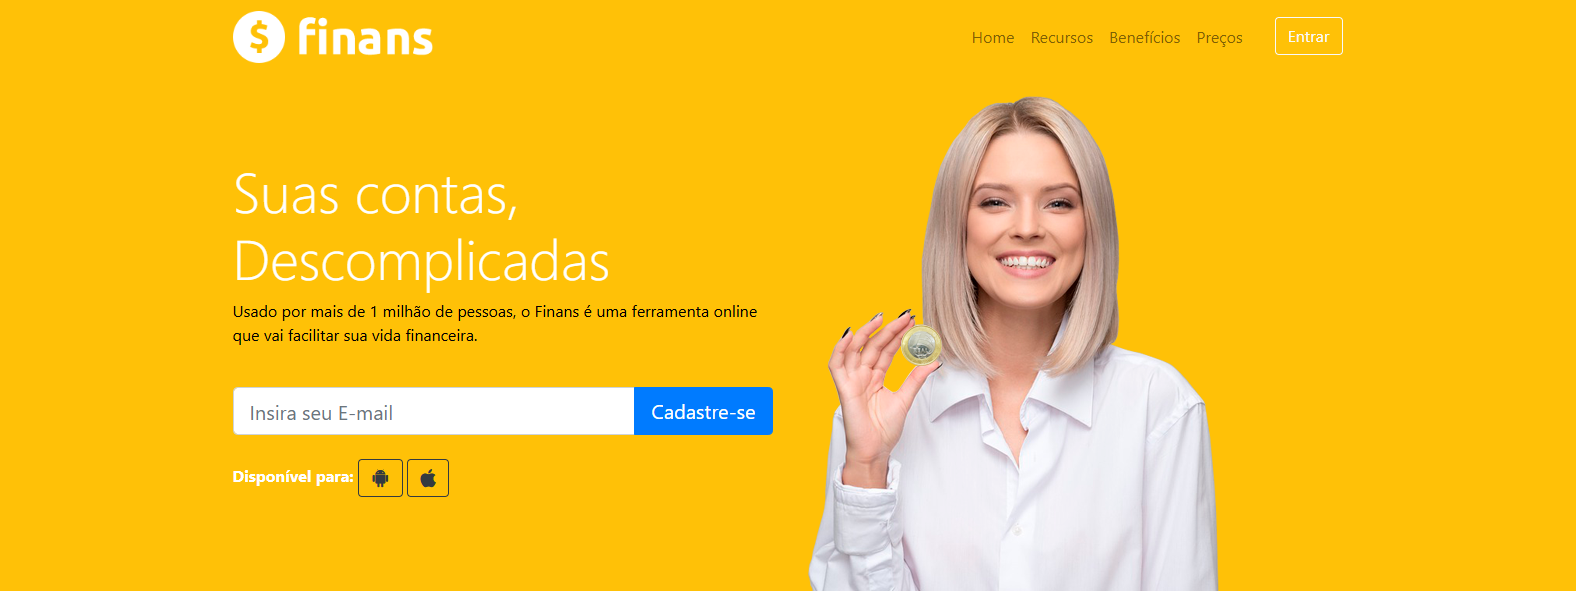 $ finans
Home Recursos Benefícios Preços Entrar
Suas contas,
Descomplicadas
Usado por mais de 1 milhão de pessoas, o Finans é uma ferramenta online
que vai facilitar sua vida financeira.
Insira seu E-mail Cadastre-se
Disponível para: